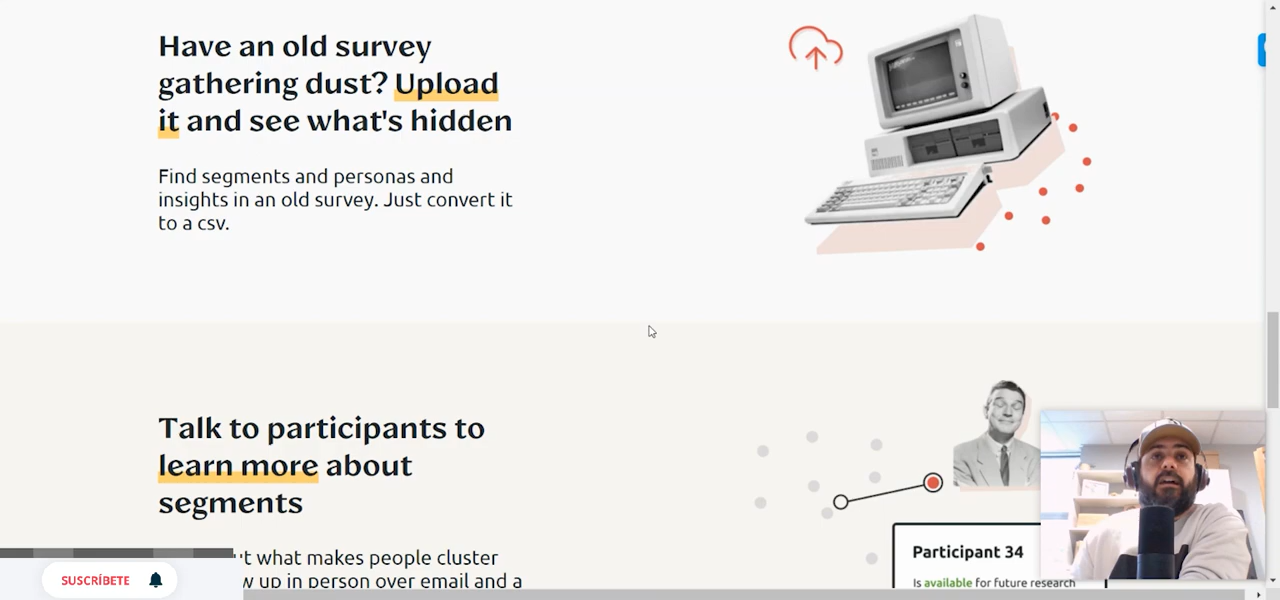 Have an old survey
gathering dust? Upload
it and see what's hidden
Find segments and personas and
insights in an old survey. Just convert it
to a csv.
Talk to participants to
learn more about
segments
t what makes people cluster
w up in person over email and a
Participant 34
Is available for future research
SUSCRÍBETE